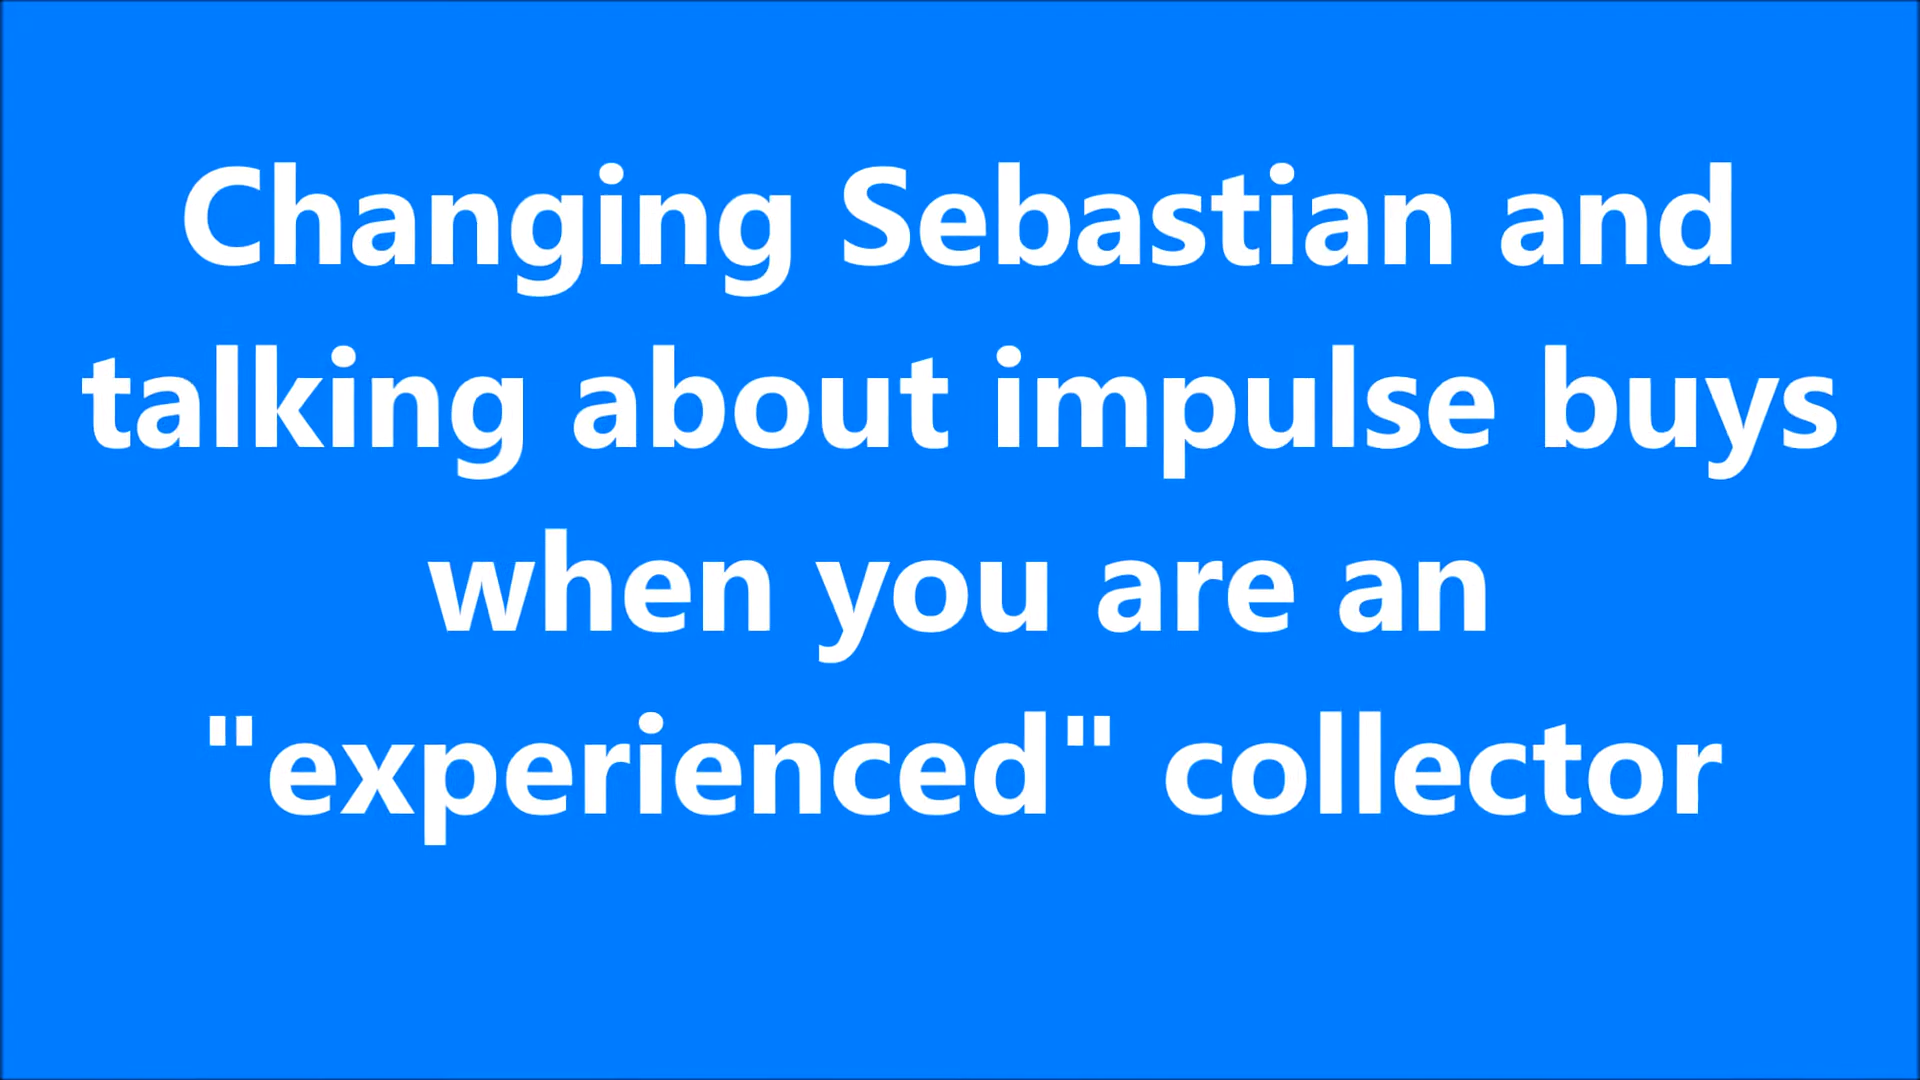 Changing Sebastian and
talking about impulse buys
when you are an
"experienced" collector